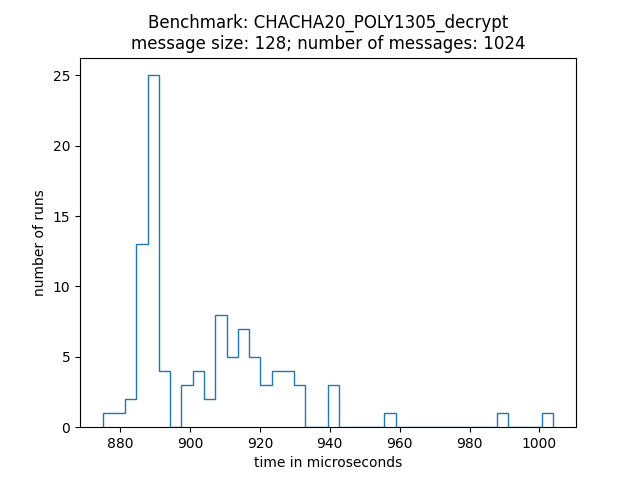 Benchmark: CHACHA20_POLY1305_decrypt
message size: 128; number of messages: 1024
25
20
15
10
5
0
number of runs
880 900 920 940 960 980 1000
time in microseconds